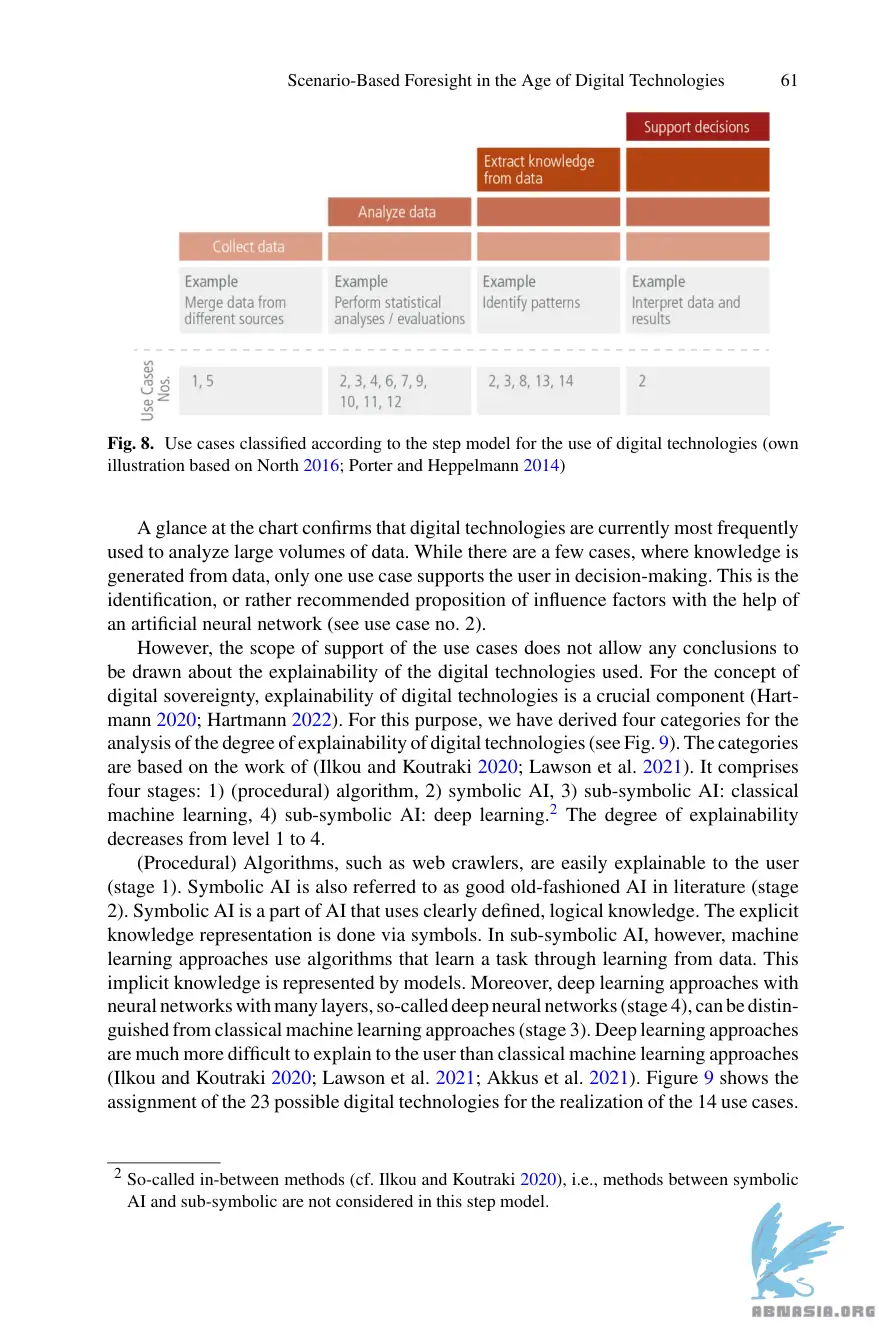 Scenario-Based Foresight in the Age of Digital Technologies 61
Support decisions
Extract knowledge
from data
Analyze data
Collect data
Example
Merge data from
different sources
Example
Perform statistical
analyses / evaluations
Example
Identify patterns
Example
Interpret data and
results
Use Cases
Nos.
1, 5
2, 3, 4, 6, 7, 9,
10, 11, 12
2, 3, 8, 13, 14
2
Fig. 8. Use cases classified according to the step model for the use of digital technologies (own
illustration based on North 2016; Porter and Heppelmann 2014)
A glance at the chart confirms that digital technologies are currently most frequently
used to analyze large volumes of data. While there are a few cases, where knowledge is
generated from data, only one use case supports the user in decision-making. This is the
identification, or rather recommended proposition of influence factors with the help of
an artificial neural network (see use case no. 2).
However, the scope of support of the use cases does not allow any conclusions to
be drawn about the explainability of the digital technologies used. For the concept of
digital sovereignty, explainability of digital technologies is a crucial component (Hart-
mann 2020; Hartmann 2022). For this purpose, we have derived four categories for the
analysis of the degree of explainability of digital technologies (see Fig. 9). The categories
are based on the work of (Ilkou and Koutraki 2020; Lawson et al. 2021). It comprises
four stages: 1) (procedural) algorithm, 2) symbolic AI, 3) sub-symbolic AI: classical
machine learning, 4) sub-symbolic AI: deep learning.2 The degree of explainability
decreases from level 1 to 4.
(Procedural) Algorithms, such as web crawlers, are easily explainable to the user
(stage 1). Symbolic AI is also referred to as good old-fashioned AI in literature (stage
2). Symbolic AI is a part of AI that uses clearly defined, logical knowledge. The explicit
knowledge representation is done via symbols. In sub-symbolic AI, however, machine
learning approaches use algorithms that learn a task through learning from data. This
implicit knowledge is represented by models. Moreover, deep learning approaches with
neural networks with many layers, so-called deep neural networks (stage 4), can be distin-
guished from classical machine learning approaches (stage 3). Deep learning approaches
are much more difficult to explain to the user than classical machine learning approaches
(Ilkou and Koutraki 2020; Lawson et al. 2021; Akkus et al. 2021). Figure 9 shows the
assignment of the 23 possible digital technologies for the realization of the 14 use cases.
2 So-called in-between methods (cf. Ilkou and Koutraki 2020), i.e., methods between symbolic
AI and sub-symbolic are not considered in this step model.
ABNASIA.ORG